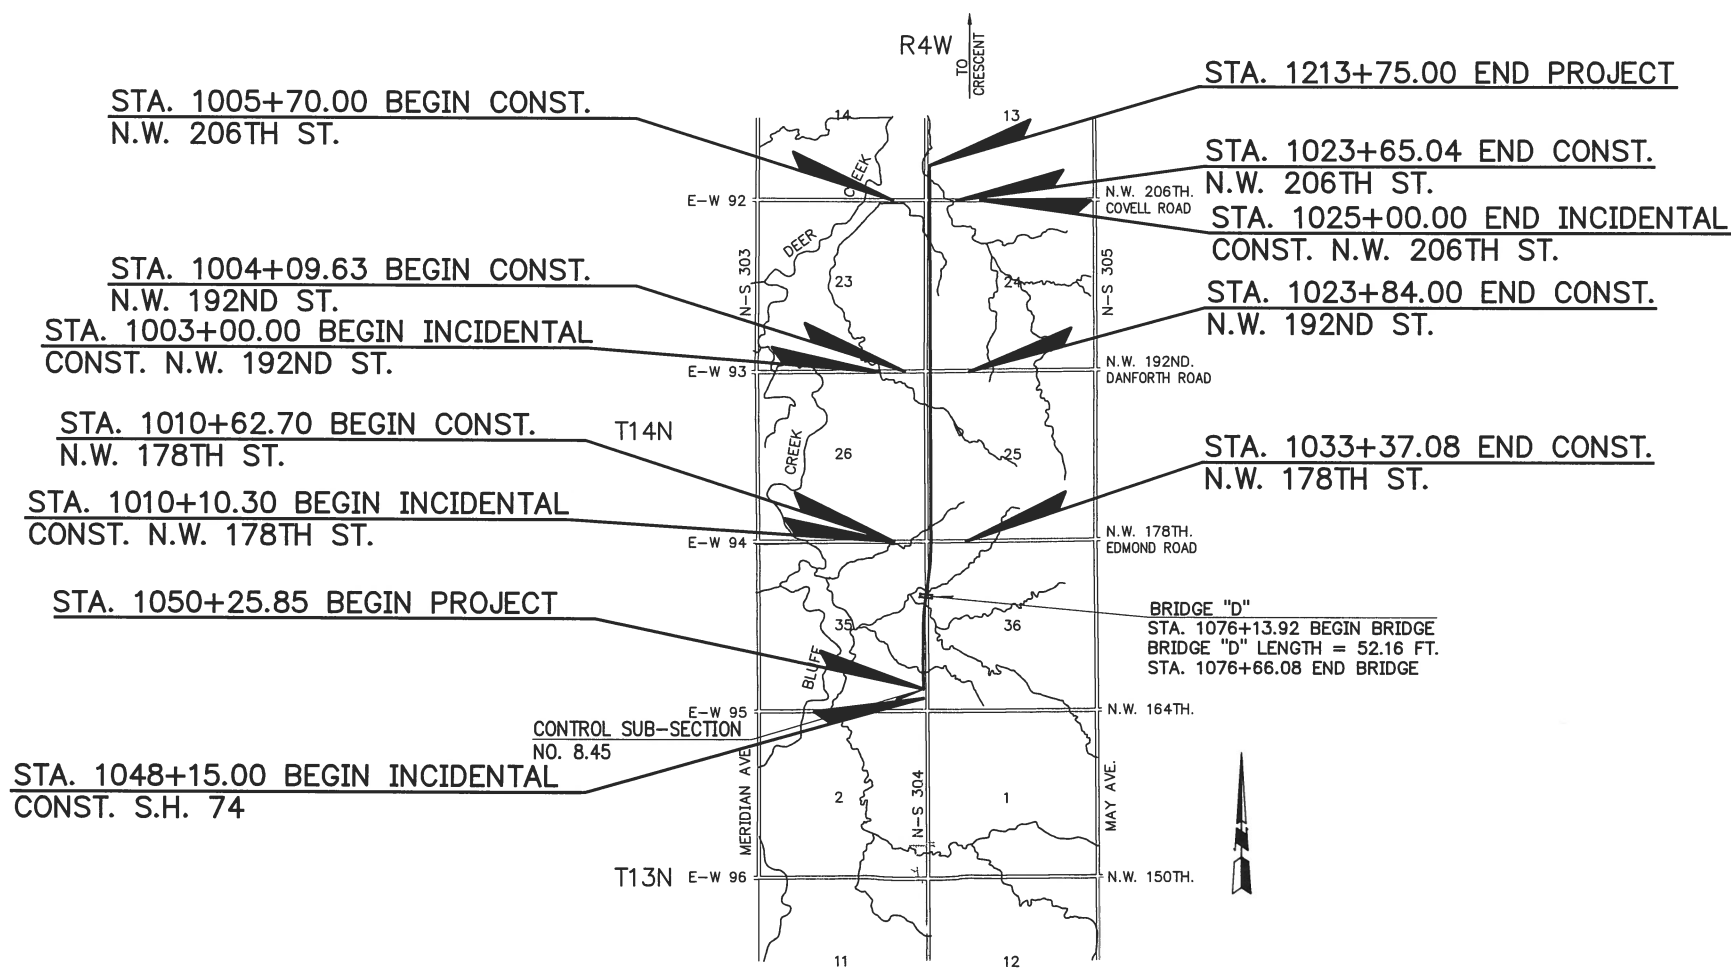 R4W
TO
CRESCENT
STA. 1213+75.00 END PROJECT
STA. 1005+70.00 BEGIN CONST.
N.W. 206TH ST.
14
13
CREEK
STA. 1023+65.04 END CONST.
N.W. 206TH ST.
E-W 92
N.W. 206TH.
COVELL ROAD
STA. 1025+00.00 END INCIDENTAL
CONST. N.W. 206TH ST.
DEER
STA. 1004+09.63 BEGIN CONST.
N.W. 192ND ST.
N-S 303
23
24
N-S 305
STA. 1023+84.00 END CONST.
N.W. 192ND ST.
STA. 1003+00.00 BEGIN INCIDENTAL
CONST. N.W. 192ND ST.
E-W 93
N.W. 192ND.
DANFORTH ROAD
STA. 1010+62.70 BEGIN CONST.
N.W. 178TH ST.
T14N
CREEK
26
25
STA. 1033+37.08 END CONST.
N.W. 178TH ST.
STA. 1010+10.30 BEGIN INCIDENTAL
CONST. N.W. 178TH ST.
E-W 94
N.W. 178TH.
EDMOND ROAD
STA. 1050+25.85 BEGIN PROJECT
35
36
BRIDGE "D"
STA. 1076+13.92 BEGIN BRIDGE
BRIDGE "D" LENGTH = 52.16 FT.
STA. 1076+66.08 END BRIDGE
BLUFF
E-W 95
N.W. 164TH.
CONTROL SUB-SECTION
NO. 8.45
STA. 1048+15.00 BEGIN INCIDENTAL
CONST. S.H. 74
MERIDIAN AVE
2
N-S 304
1
MAY AVE.
N
T13N
E-W 96
N.W. 150TH.
11
12